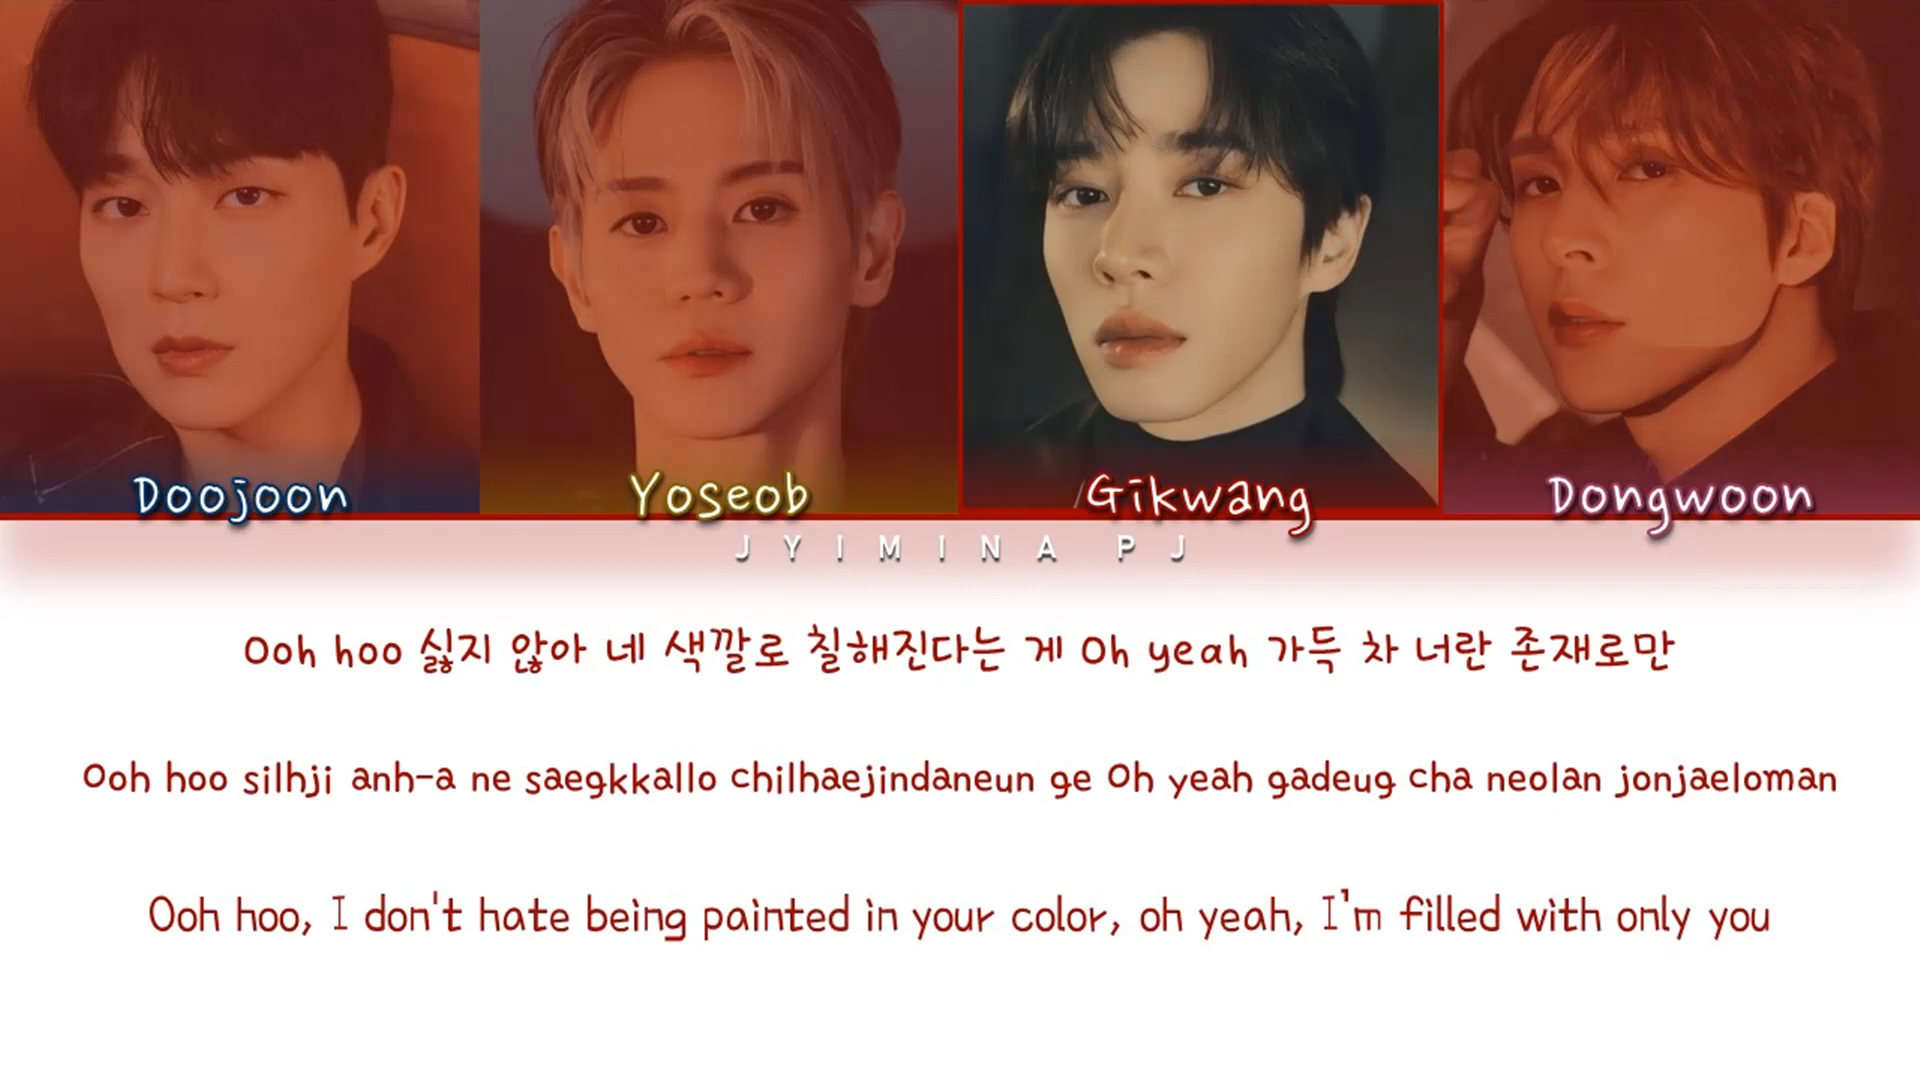 Doojoon Yoseob Gikwang Dongwoon
JYIMINA PJ
Ooh hoo 싫지 않아 네 색깔로 칠해진다는 게 Oh yeah 가득 차 너란 존재로만
Ooh hoo silhji anh-a ne saegkkallo chilhaejindaneun ge Oh yeah gadeug cha neolan jonjaeloman
Ooh hoo, I don't hate being painted in your color, oh yeah, I'm filled with only you